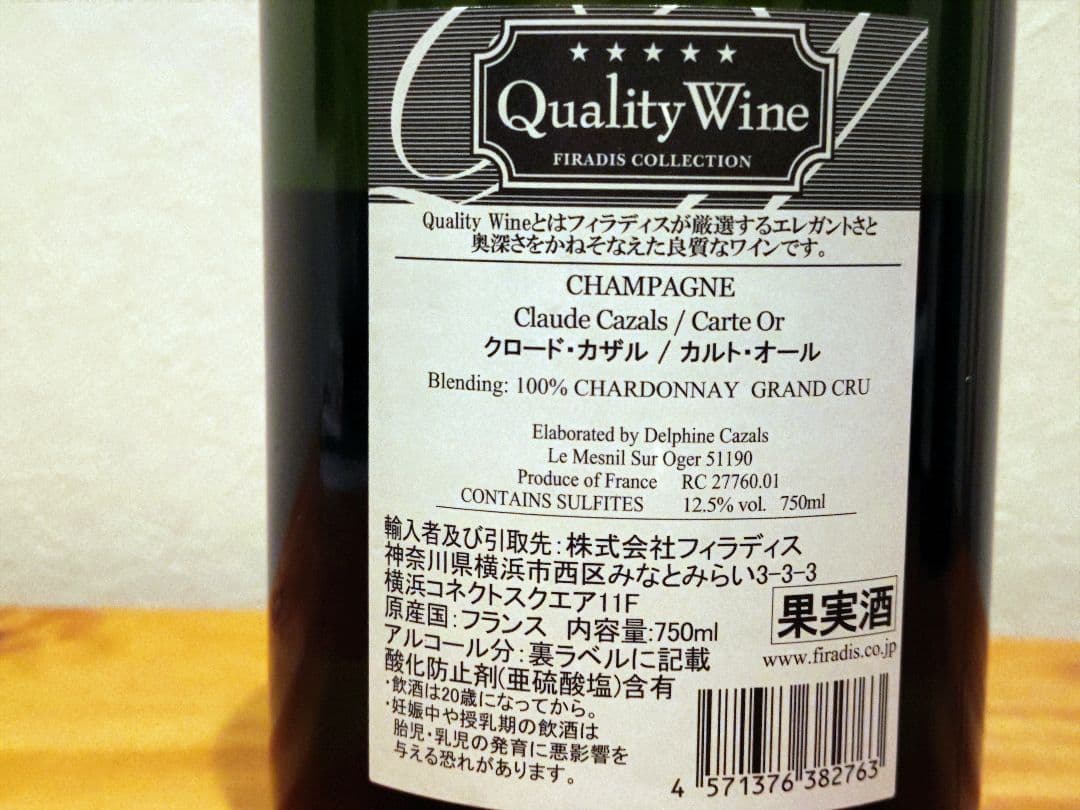 ★★★★★
Quality Wine
FIRADIS COLLECTION
Quality Wineとはフィラディスが厳選するエレガントさと
奥深さをかねそなえた良質なワインです。
CHAMPAGNE
Claude Cazals / Carte Or
クロード・カザル / カルト・オール
Blending: 100% CHARDONNAY GRAND CRU
Elaborated by Delphine Cazals
Le Mesnil Sur Oger 51190
Produce of France RC 27760.01
CONTAINS SULFITES 12.5% vol. 750ml
輸入者及び引取先:株式会社フィラディス
神奈川県横浜市西区みなとみらい3-3-3
横浜コネクトスクエア11F
原産国:フランス 内容量:750ml
アルコール分:裏ラベルに記載
酸化防止剤(亜硫酸塩)含有
・飲酒は20歳になってから。
・妊娠中や授乳期の飲酒は
胎児・乳児の発育に悪影響を
与える恐れがあります。
果実酒
www.firadis.co.jp
4 571376 382763